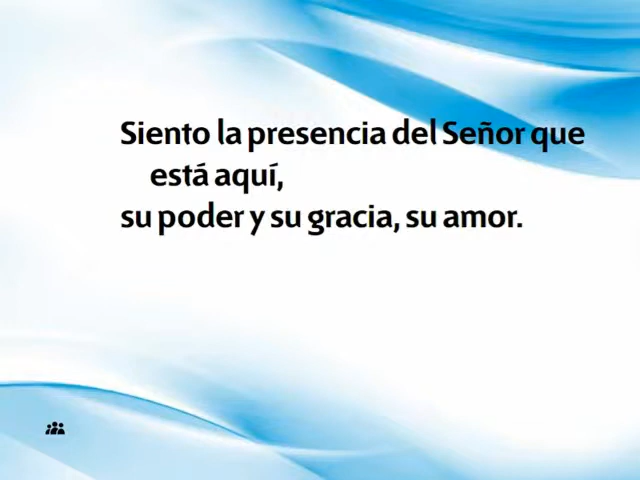 Siento la presencia del Señor que
está aquí,
su poder y su gracia, su amor.